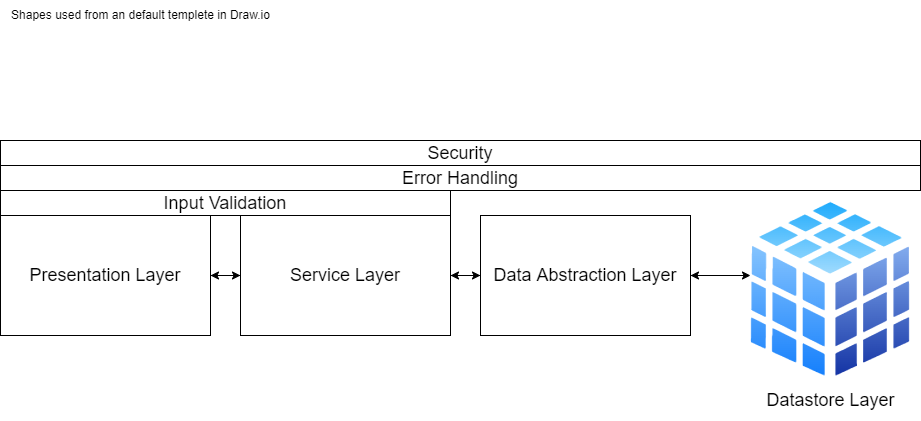 Shapes used from an default templete in Draw.io
Security
Error Handling
Input Validation
Presentation Layer
Service Layer
Data Abstraction Layer
Datastore Layer